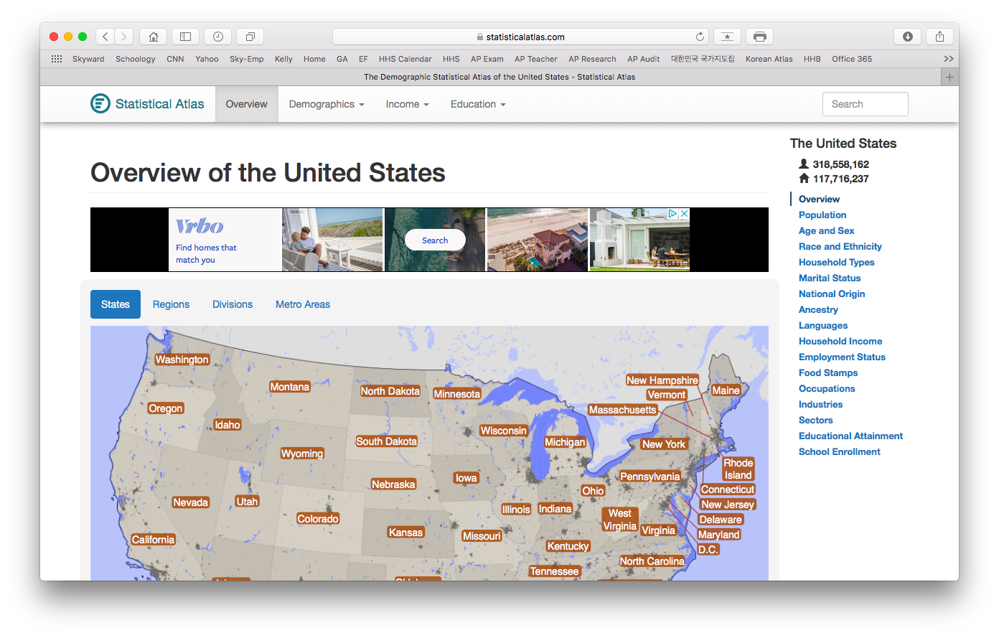 statisticalatlas.com
Skyward Schoology CNN Yahoo Sky-Emp Kelly Home GA EF HHS Calendar HHS AP Exam AP Teacher AP Research AP Audit 대한민국 국가지도집 Korean Atlas HHB Office 365 >>
The Demographic Statistical Atlas of the United States - Statistical Atlas +
Statistical Atlas Overview Demographics Income Education Search
Overview of the United States
Vrbo
Find homes that
match you
Search
States Regions Divisions Metro Areas
Washington
Montana
North Dakota
Minnesota
New Hampshire
Vermont
Maine
Massachusetts
Oregon
Idaho
Wisconsin
South Dakota
Michigan
New York
Wyoming
Rhode
Island
Iowa
Pennsylvania
Nebraska
Ohio
Connecticut
Nevada
Utah
Illinois
Indiana
New Jersey
Colorado
West
Virginia
Delaware
Kansas
Missouri
Virginia
Maryland
California
Kentucky
D.C.
North Carolina
Tennessee
The United States
318,558,162
117,716,237
Overview
Population
Age and Sex
Race and Ethnicity
Household Types
Marital Status
National Origin
Ancestry
Languages
Household Income
Employment Status
Food Stamps
Occupations
Industries
Sectors
Educational Attainment
School Enrollment